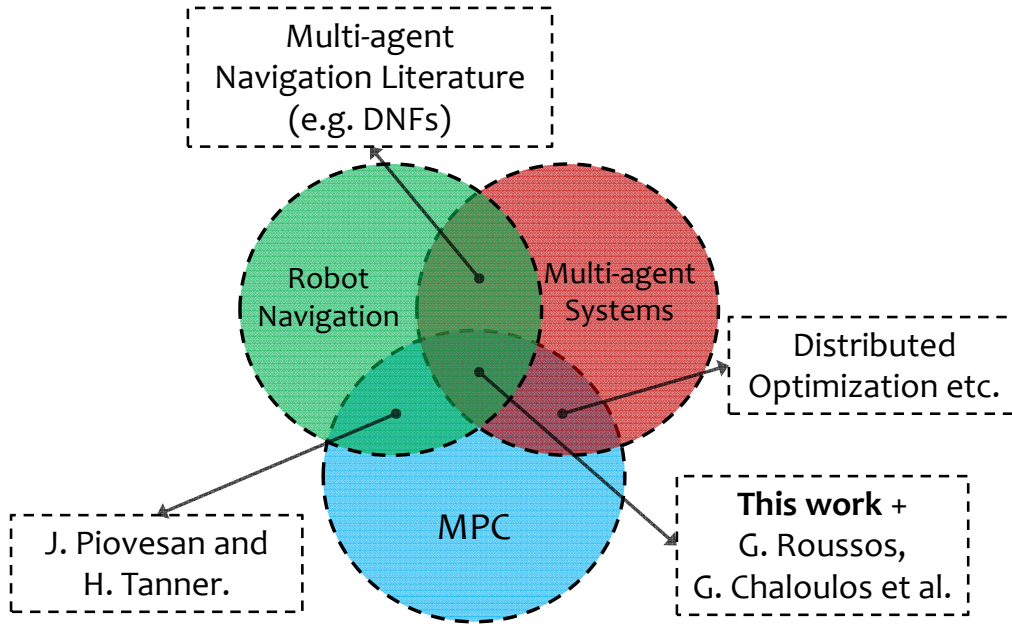 Multi-agent
Navigation Literature
(e.g. DNFs)
Robot
Navigation
Multi-agent
Systems
Distributed
Optimization etc.
MPC
J. Piovesan and
H. Tanner.
This work +
G. Roussos,
G. Chaloulos et al.